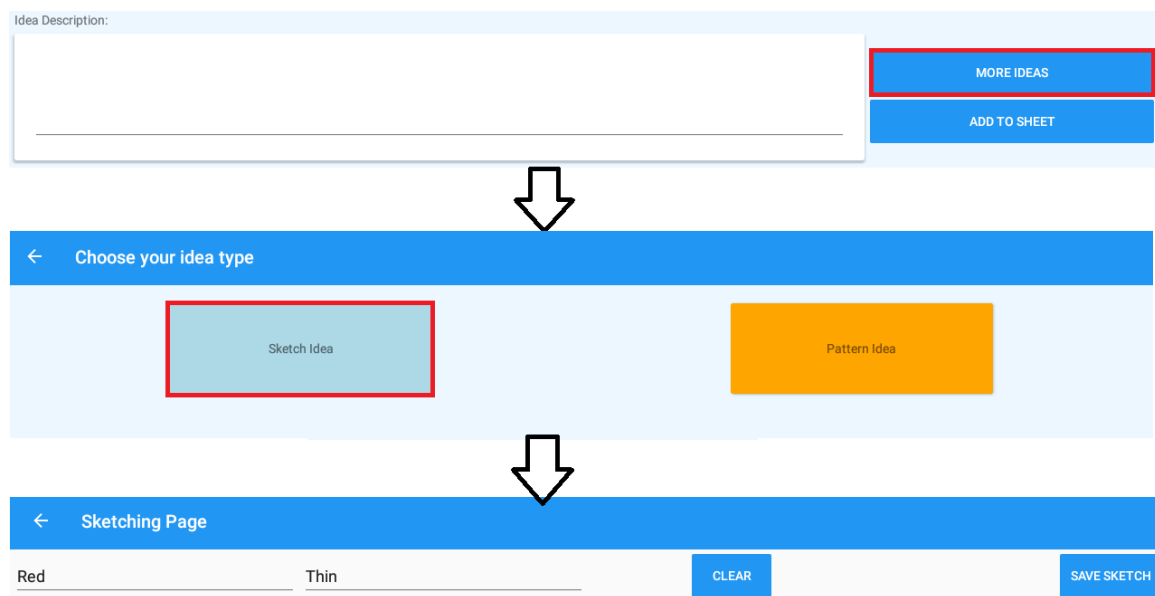 Idea Description:
MORE IDEAS
ADD TO SHEET
Choose your idea type
Sketch Idea
Pattern Idea
Sketching Page
Red
Thin
CLEAR
SAVE SKETCH